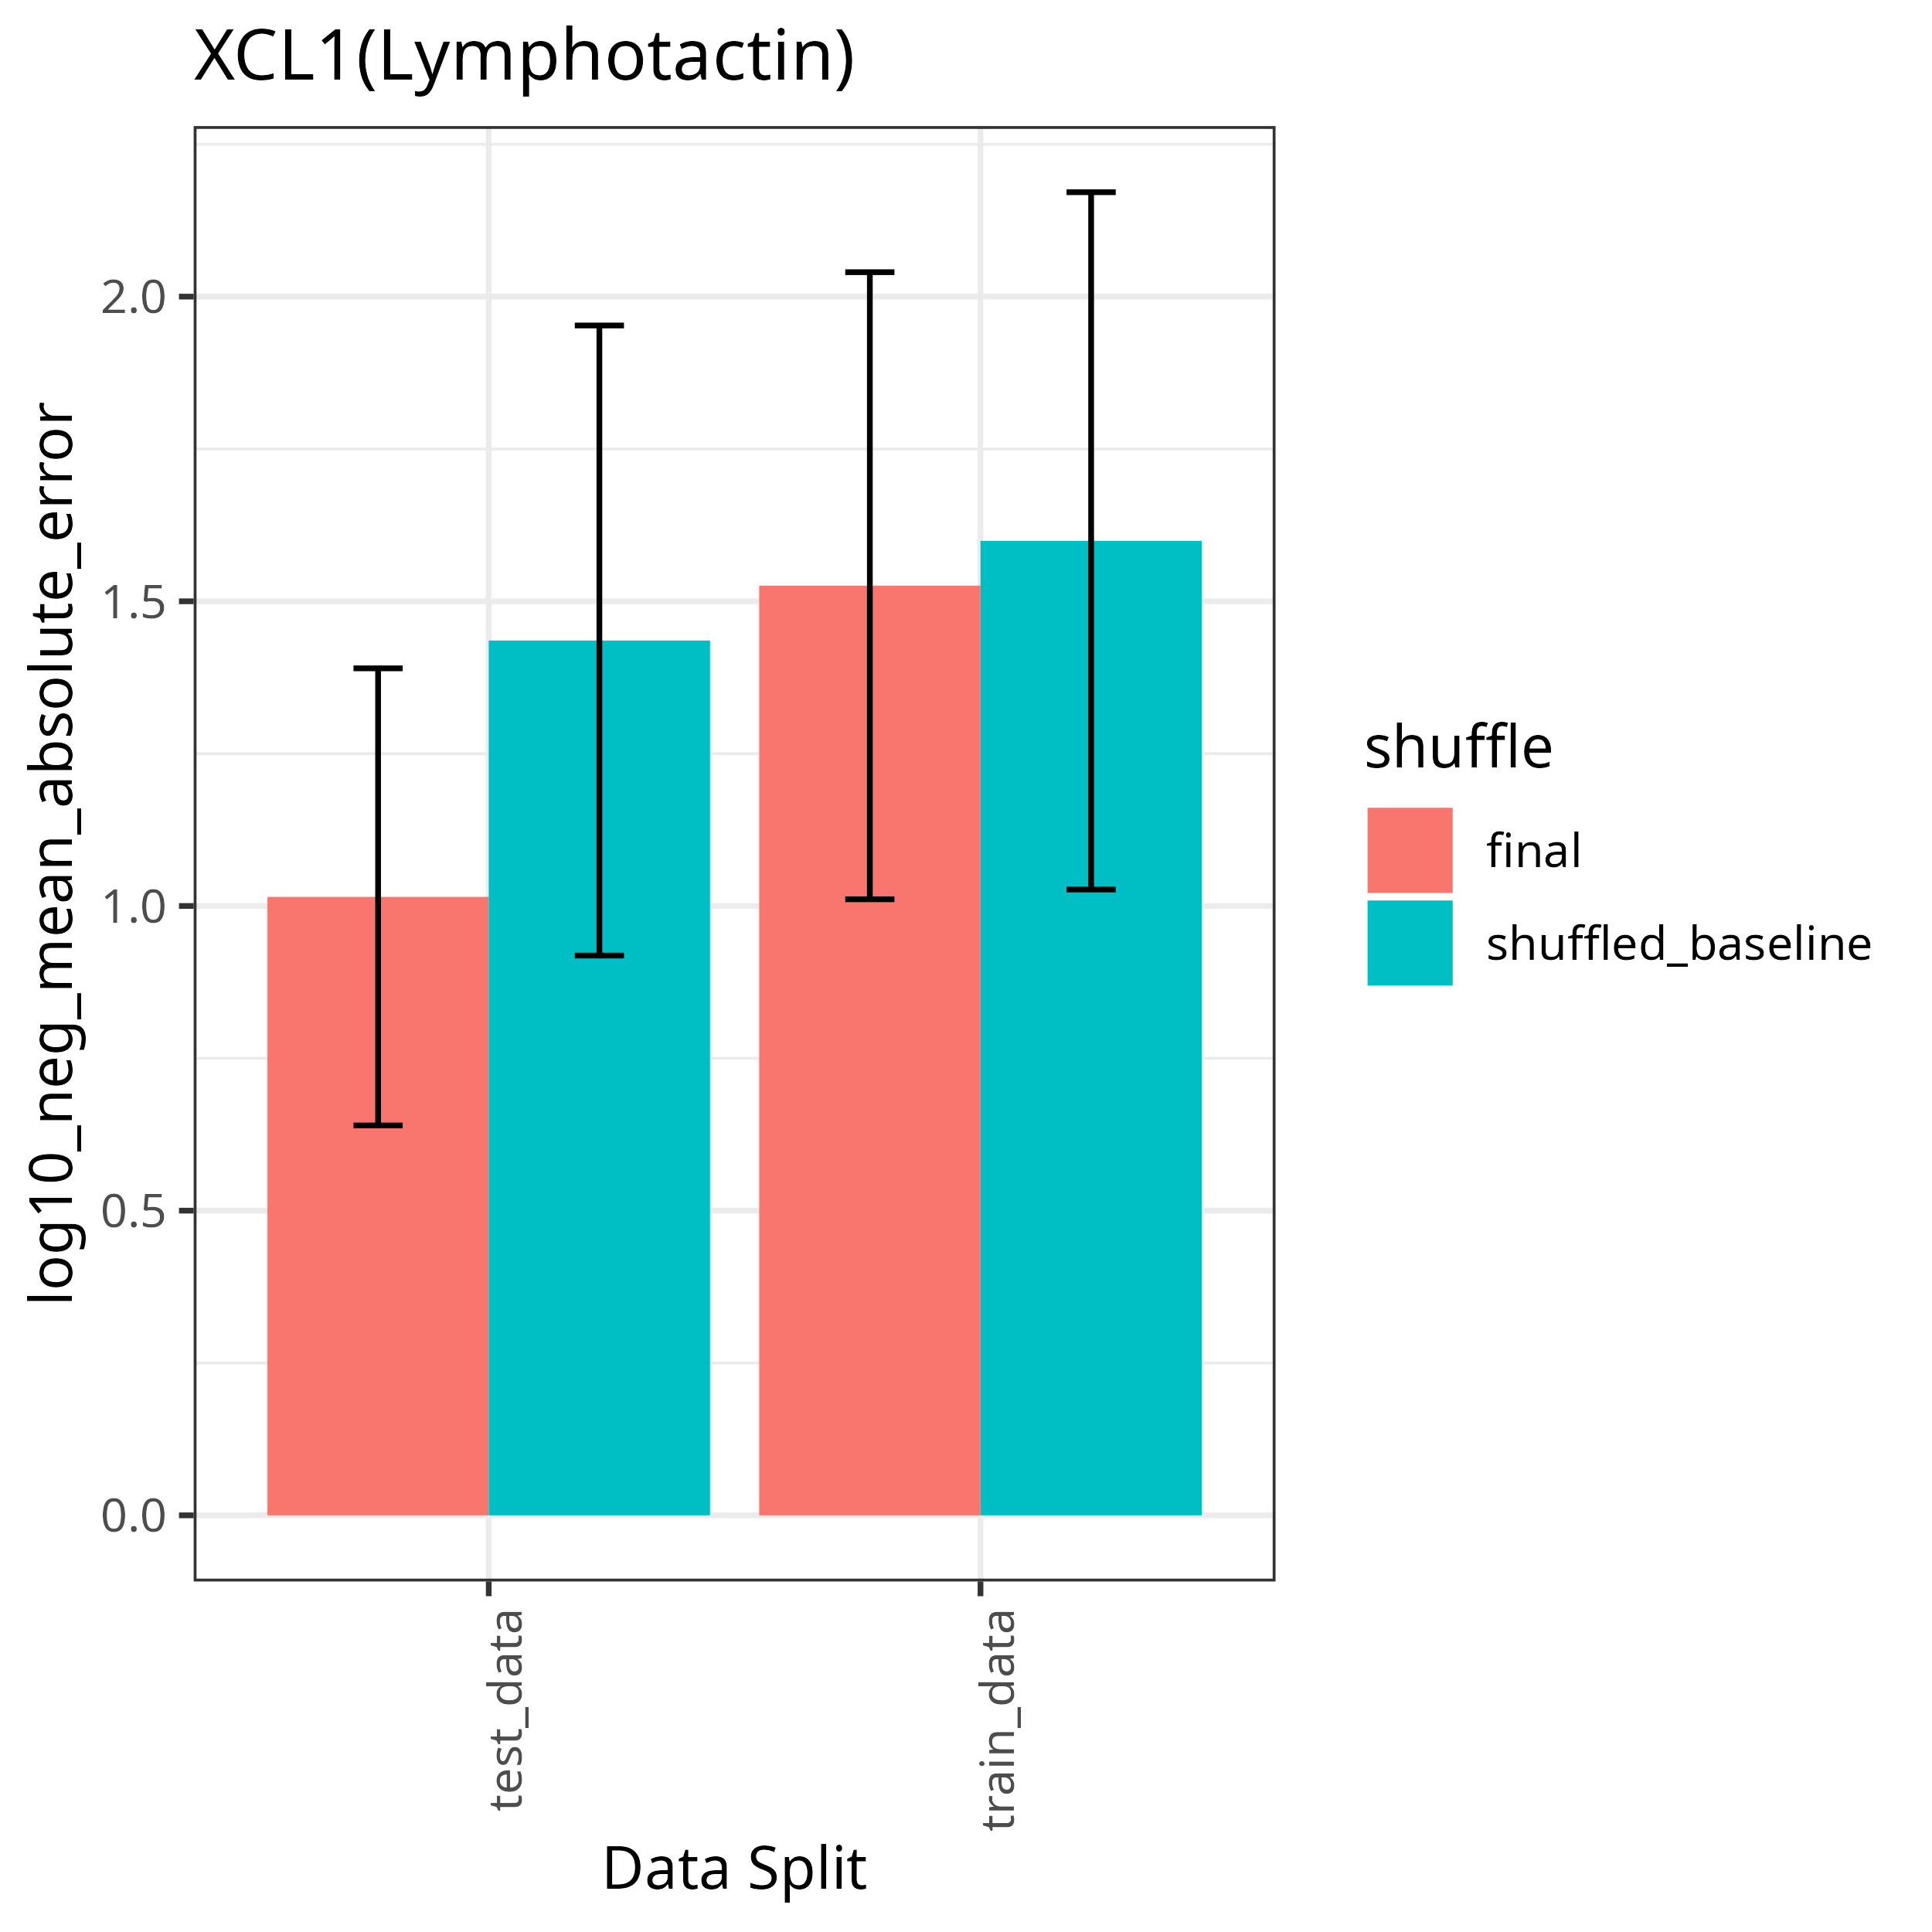 XCL1(Lymphotactin)
log10_neg_mean_absolute_error
2.0
1.5
1.0
0.5
0.0
test_data
train_data
Data Split
shuffle
final
shuffled_baseline